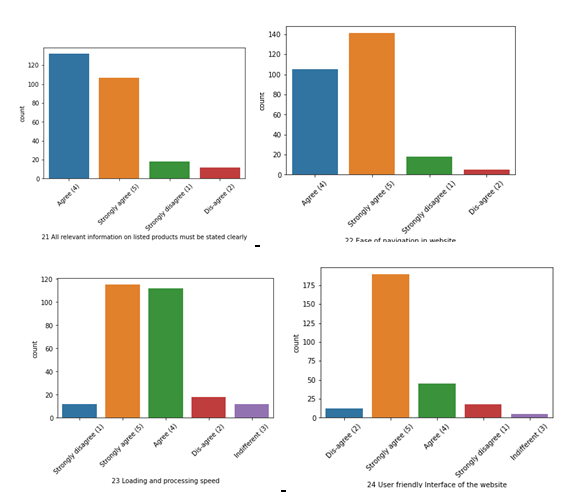 count
120
100
80
60
40
20
0
Agree (4)
Strongly agree (5)
Strongly disagree (1)
Dis-agree (2)
21 All relevant information on listed products must be stated clearly
count
140
120
100
80
60
40
20
0
Agree (4)
Strongly agree (5)
Strongly disagree (1)
Dis-agree (2)
22 Ease of navigation in website
count
120
100
80
60
40
20
0
Strongly disagree (1)
Strongly agree (5)
Agree (4)
Dis-agree (2)
Indifferent (3)
23 Loading and processing speed
count
175
150
125
100
75
50
25
0
Dis-agree (2)
Strongly agree (5)
Agree (4)
Strongly disagree (1)
Indifferent (3)
24 User friendly Interface of the website